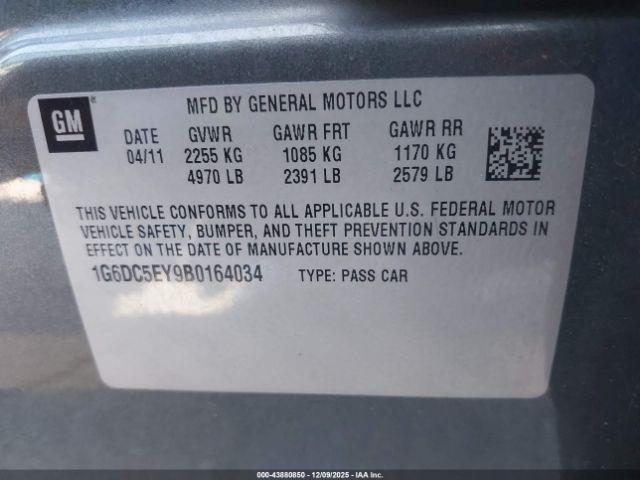 GM
MFD BY GENERAL MOTORS LLC
DATE GVWR GAWR FRT GAWR RR
04/11 2255 KG 1085 KG 1170 KG
4970 LB 2391 LB 2579 LB
THIS VEHICLE CONFORMS TO ALL APPLICABLE U.S. FEDERAL MOTOR
VEHICLE SAFETY, BUMPER, AND THEFT PREVENTION STANDARDS IN
EFFECT ON THE DATE OF MANUFACTURE SHOWN ABOVE.
1G6DC5EY9B0164034 TYPE: PASS CAR
000-43880850 | 12/09/2025 - IAAI.COM